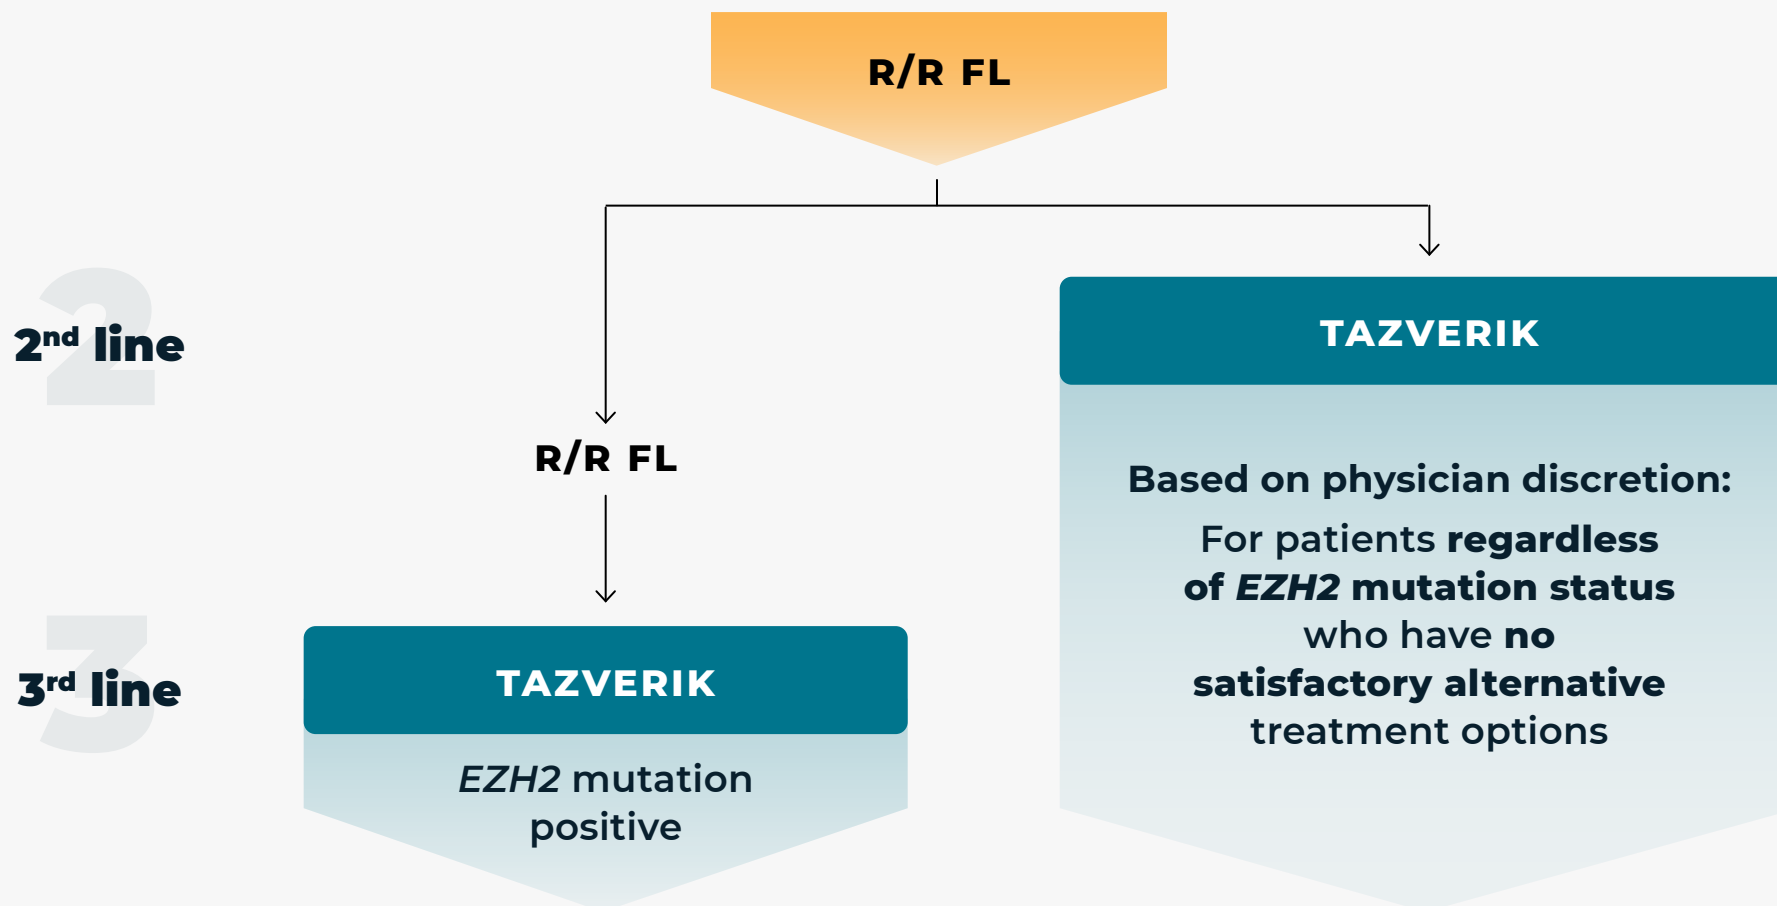 R/R FL
2nd line
TAZVERIK
Based on physician discretion:
For patients regardless
of EZH2 mutation status
who have no
satisfactory alternative
treatment options
R/R FL
3rd line
TAZVERIK
EZH2 mutation
positive